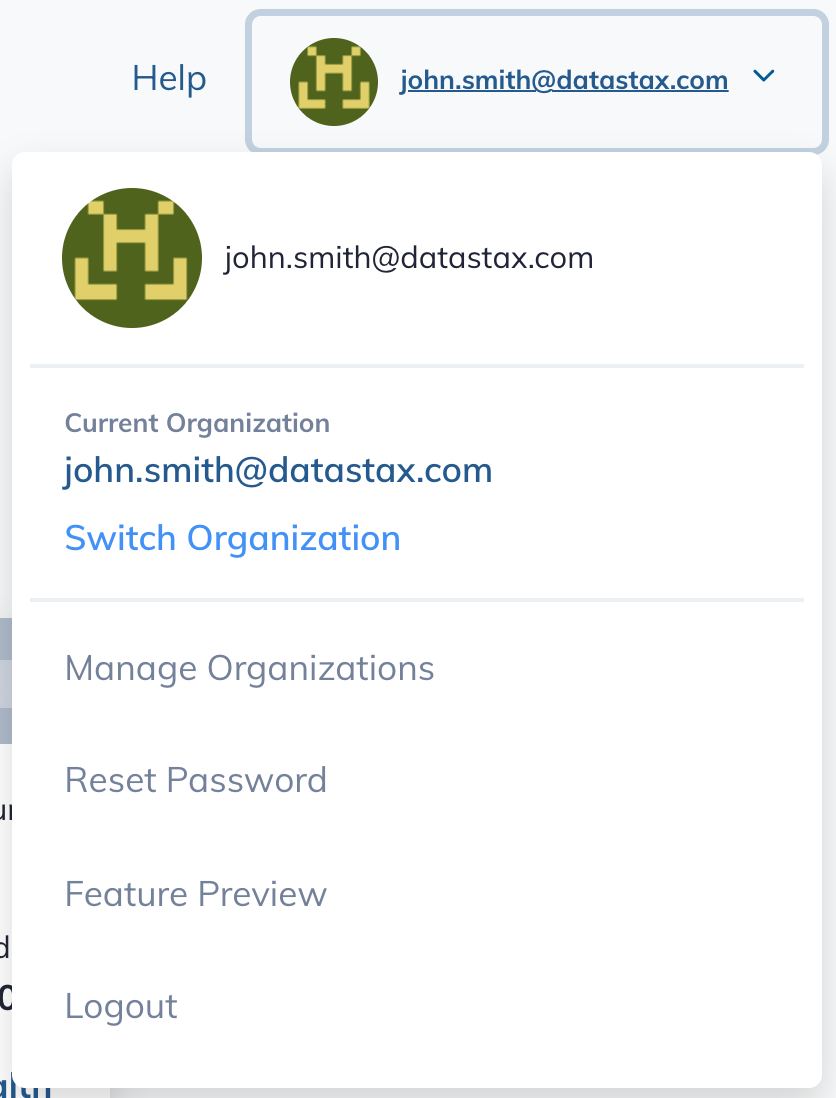 Help
john.smith@datastax.com
john.smith@datastax.com
Current Organization
john.smith@datastax.com
Switch Organization
Manage Organizations
Reset Password
Feature Preview
Logout